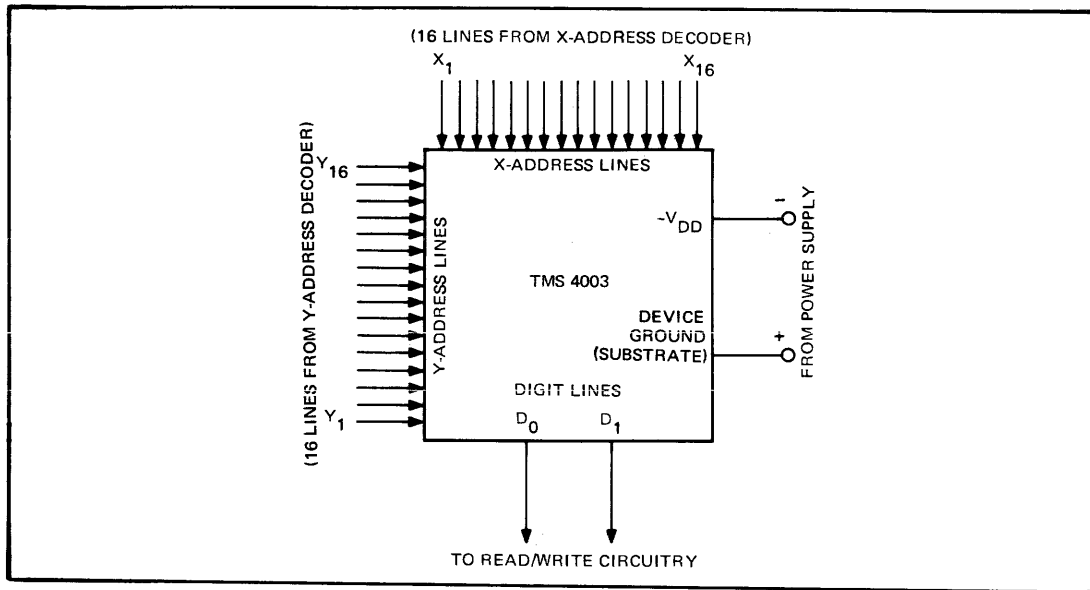 (16 LINES FROM X-ADDRESS DECODER)
X1 X16
X-ADDRESS LINES
(16 LINES FROM Y-ADDRESS DECODER)
Y16
Y1
Y-ADDRESS LINES
-VDD
-
TMS 4003
DEVICE
GROUND
(SUBSTRATE)
+
FROM POWER SUPPLY
DIGIT LINES
D0 D1
TO READ/WRITE CIRCUITRY